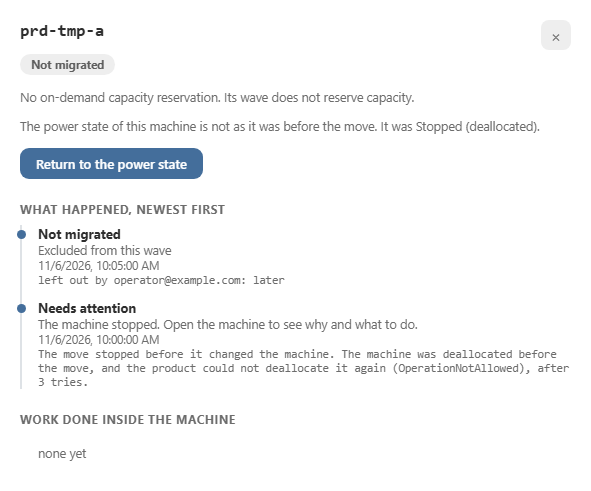 prd-tmp-a
×
Not migrated
No on-demand capacity reservation. Its wave does not reserve capacity.
The power state of this machine is not as it was before the move. It was Stopped (deallocated).
Return to the power state
WHAT HAPPENED, NEWEST FIRST
Not migrated
Excluded from this wave
11/6/2026, 10:05:00 AM
left out by operator@example.com: later
Needs attention
The machine stopped. Open the machine to see why and what to do.
11/6/2026, 10:00:00 AM
The move stopped before it changed the machine. The machine was deallocated before
the move, and the product could not deallocate it again (OperationNotAllowed), after
3 tries.
WORK DONE INSIDE THE MACHINE
none yet